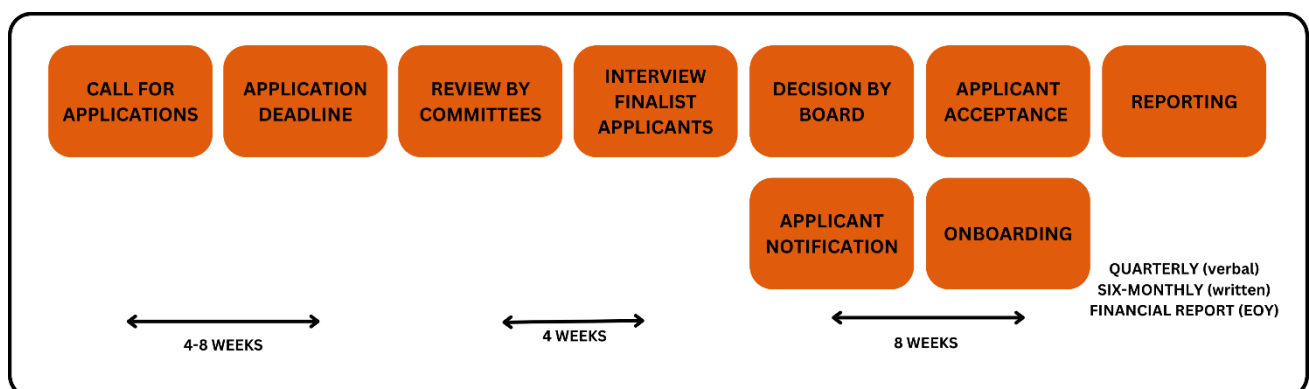 CALL FOR
APPLICATIONS
APPLICATION
DEADLINE
REVIEW BY
COMMITTEES
INTERVIEW
FINALIST
APPLICANTS
DECISION BY
BOARD
APPLICANT
ACCEPTANCE
REPORTING
APPLICANT
NOTIFICATION
ONBOARDING
QUARTERLY (verbal)
SIX-MONTHLY (written)
FINANCIAL REPORT (EOY)
4-8 WEEKS
4 WEEKS
8 WEEKS